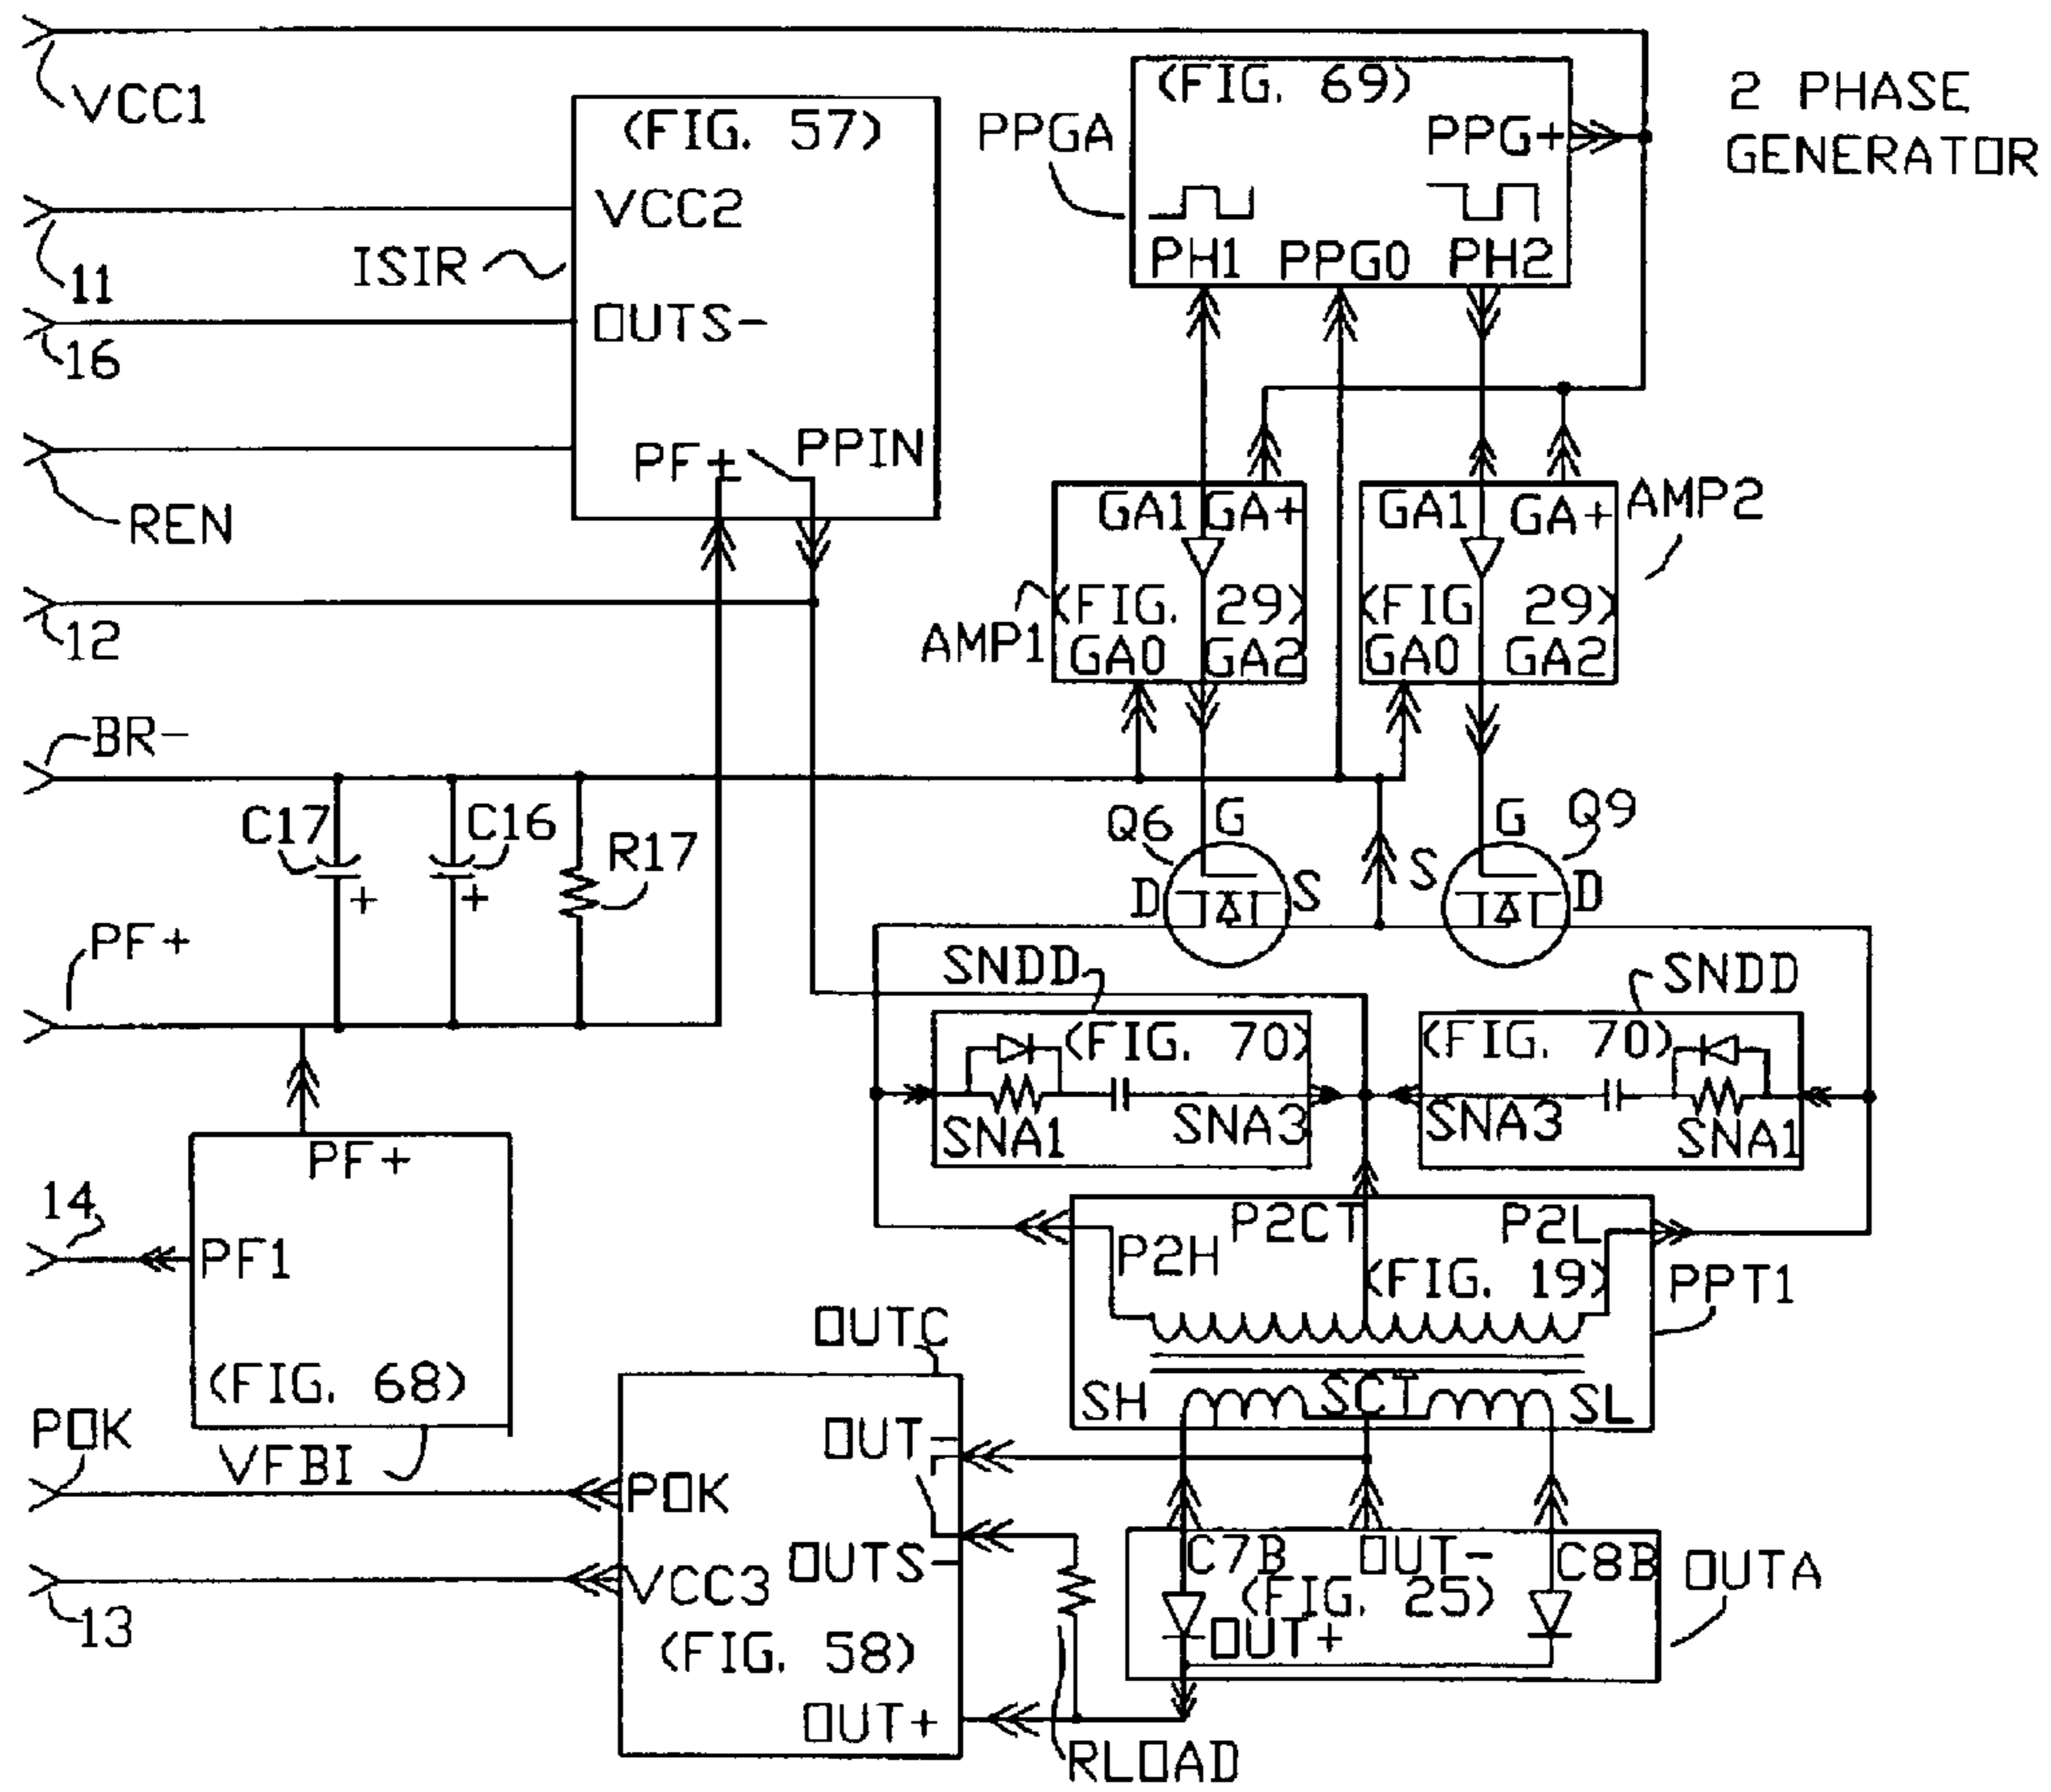 VCC1
(FIG. 57)
VCC2
11
ISIR
16
OUTS-
REN
PF+
PPIN
12
PPGA
(FIG. 69)
PPG+
PH1
PPG0
PH2
2 PHASE
GENERATOR
GA1
GA+
(FIG. 29)
AMP1
GA0
GA2
GA1
GA+
AMP2
(FIG 29)
GA0
GA2
BR-
C17
+
C16
+
R17
PF+
Q6
G
D
S
S
G
Q9
D
SNDD
(FIG. 70)
SNA1
SNA3
SNDD
(FIG. 70)
SNA3
SNA1
PF+
14
PF1
(FIG. 68)
VFBI
P2H
P2CT
P2L
(FIG. 19)
PPT1
SH
SCT
SL
OUTC
OUT-
POK
POK
OUTS-
13
VCC3
(FIG. 58)
OUT+
RLOAD
C7B
OUT-
C8B
(FIG. 25)
OUT+
OUTA